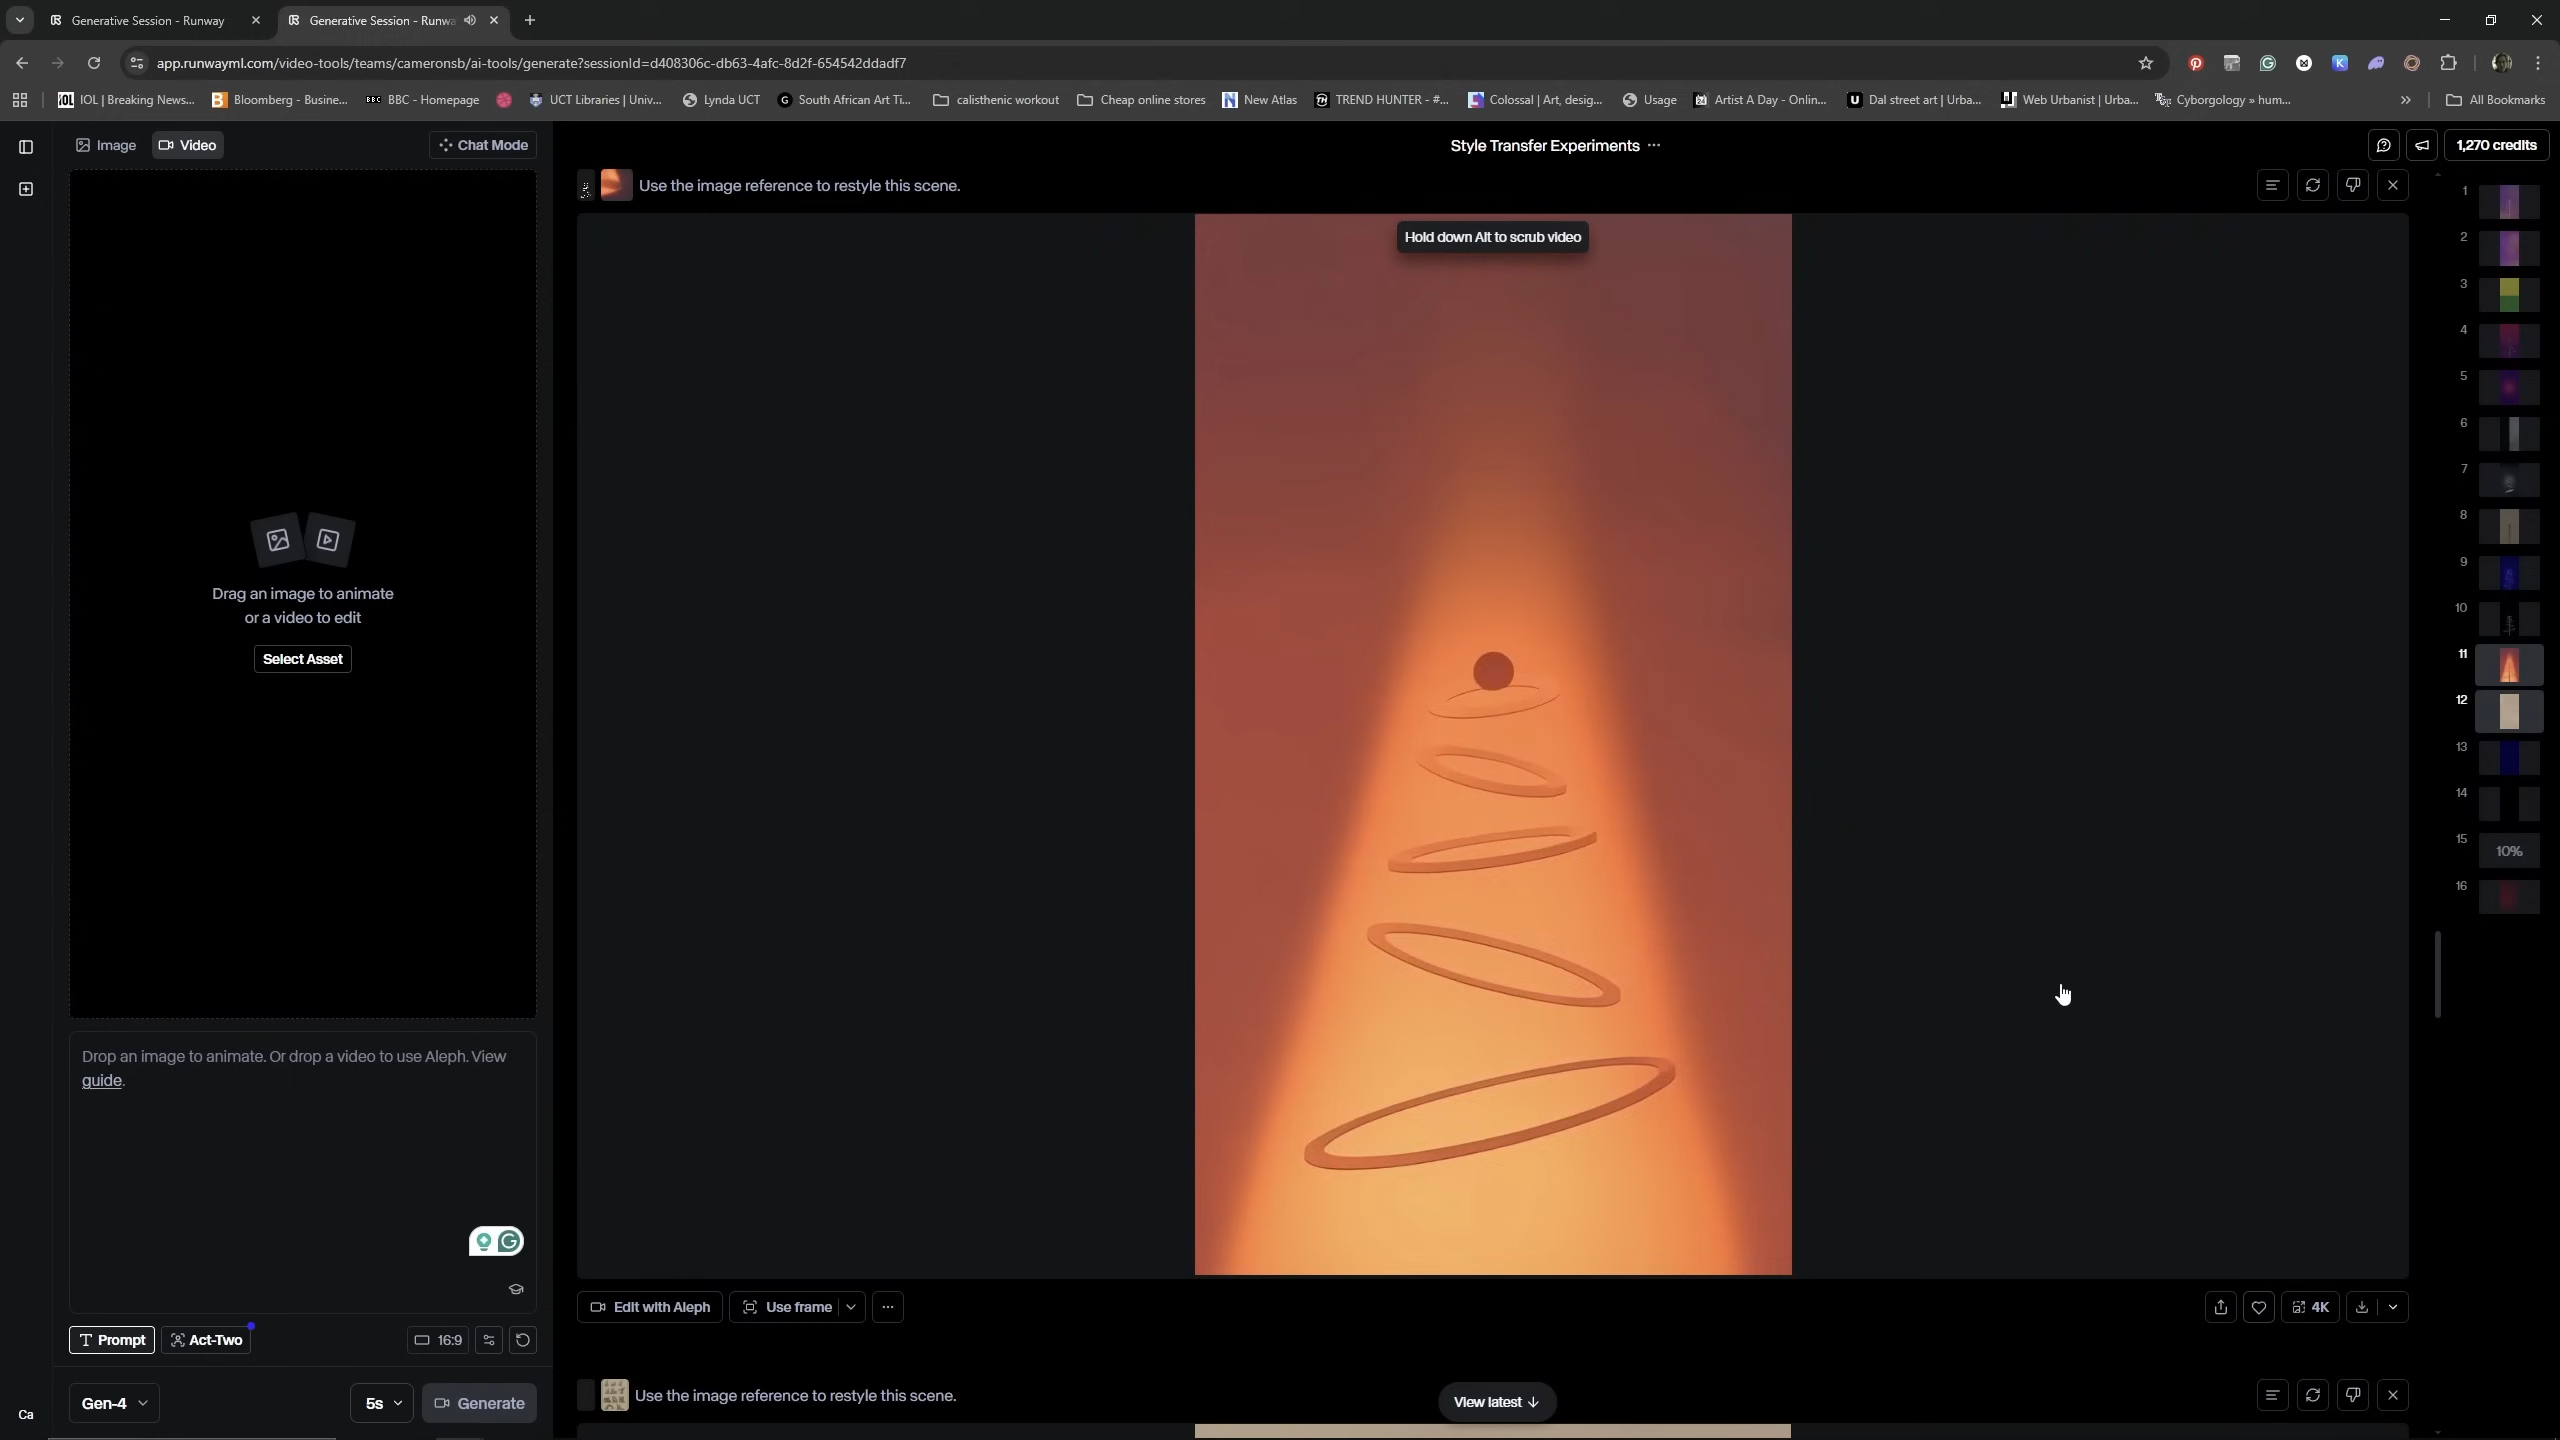 Generative Session - Runway
Generative Session - Runwa
app.runwayml.com/video-tools/teams/cameronsb/ai-tools/generate?sessionId=d408306c-db63-4afc-8d2f-654542ddadf7
IOL | Breaking News...
Bloomberg - Busine...
BBC - Homepage
UCT Libraries | Univ...
Lynda UCT
South African Art Ti...
calisthenic workout
Cheap online stores
New Atlas
TREND HUNTER - #...
Colossal | Art, desig...
Usage
Artist A Day - Onlin...
Dal street art | Urba...
Web Urbanist | Urba...
Cyborgology » hum...
All Bookmarks
Image
Video
Chat Mode
Style Transfer Experiments
1,270 credits
Use the image reference to restyle this scene.
Hold down Alt to scrub video
Drag an image to animate
or a video to edit
Select Asset
Drop an image to animate. Or drop a video to use Aleph. View
guide.
Prompt
Act-Two
16:9
Gen-4
5s
Generate
Ca
Edit with Aleph
Use frame
4K
Use the image reference to restyle this scene.
View latest
1
2
3
4
5
6
7
8
9
10
11
12
13
14
15
10%
16